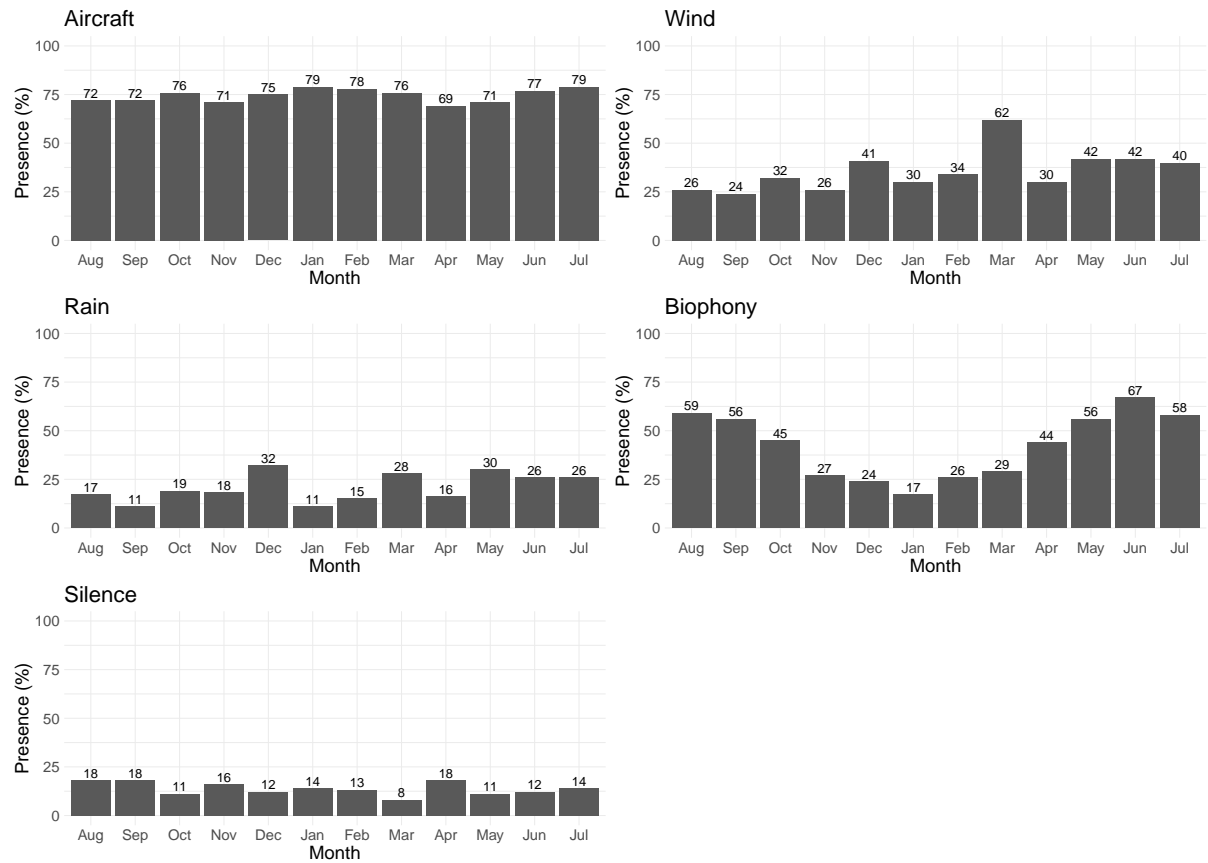 Aircraft
Presence (%)
100
75
50
25
0
72 72 76 71 75 79 78 76 69 71 77 79
Aug Sep Oct Nov Dec Jan Feb Mar Apr May Jun Jul
Month
Wind
Presence (%)
100
75
50
25
0
26 24 32 26 41 30 34 62 30 42 42 40
Aug Sep Oct Nov Dec Jan Feb Mar Apr May Jun Jul
Month
Rain
Presence (%)
100
75
50
25
0
17 11 19 18 32 11 15 28 16 30 26 26
Aug Sep Oct Nov Dec Jan Feb Mar Apr May Jun Jul
Month
Biophony
Presence (%)
100
75
50
25
0
59 56 45 27 24 17 26 29 44 56 67 58
Aug Sep Oct Nov Dec Jan Feb Mar Apr May Jun Jul
Month
Silence
Presence (%)
100
75
50
25
0
18 18 11 16 12 14 13 8 18 11 12 14
Aug Sep Oct Nov Dec Jan Feb Mar Apr May Jun Jul
Month